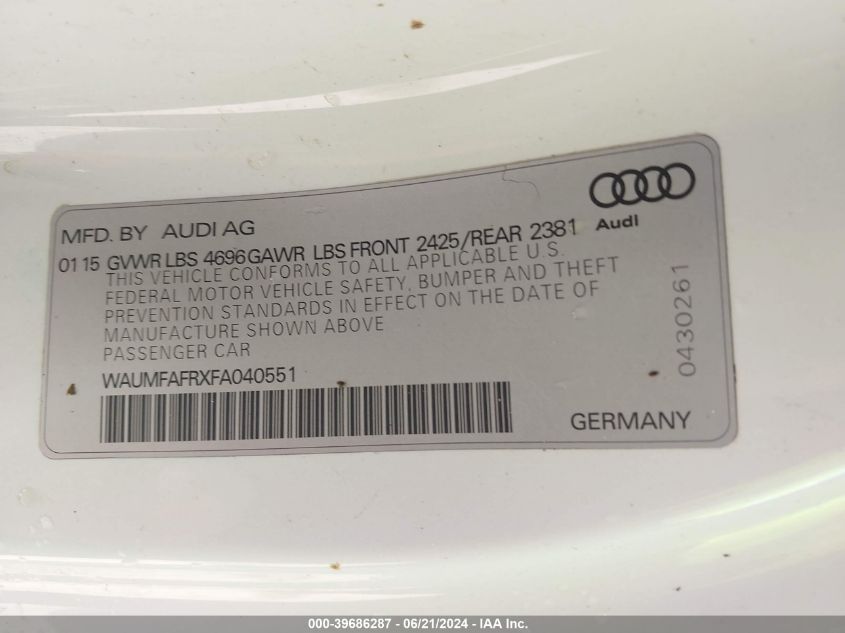 MFD. BY AUDI AG
Audi
01 15 GVWR LBS 4696 GAWR LBS FRONT 2425/REAR 2381
THIS VEHICLE CONFORMS TO ALL APPLICABLE U.S.
FEDERAL MOTOR VEHICLE SAFETY, BUMPER AND THEFT
PREVENTION STANDARDS IN EFFECT ON THE DATE OF
MANUFACTURE SHOWN ABOVE
PASSENGER CAR
WAUMFAFRXFA040551
0430261
GERMANY
000-39686287 - 06/21/2024 - IAA Inc.